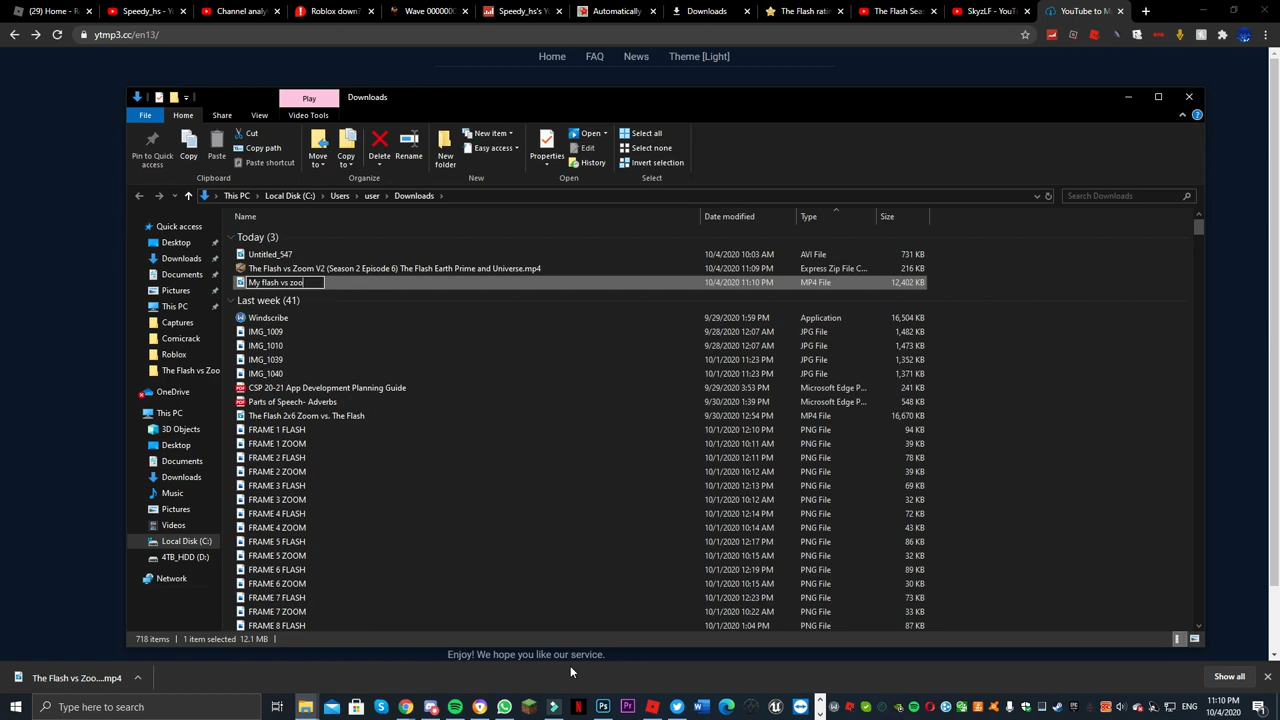 (29) Home - R
Speedy_hs - Y
Channel analy
Roblox down?
Wave 0000000
Speedy_hs's Y
Automatically
Downloads
The Flash ratin
The Flash Sea
SkyzLF - YouT
YouTube to M
ytmp3.cc/en13/
Home FAQ News Theme [Light]
Play Downloads
File Home Share View Video Tools
Pin to Quick access
Copy
Paste
Cut
Copy path
Paste shortcut
Clipboard
Move to
Copy to
Delete
Rename
Organize
New folder
New item
Easy access
New
Properties
Open
Edit
History
Open
Select all
Select none
Invert selection
Select
This PC > Local Disk (C:) > Users > user > Downloads >
Search Downloads
Quick access
Desktop
Downloads
Documents
Pictures
This PC
Captures
Comicrack
Roblox
The Flash vs Zoo
OneDrive
This PC
3D Objects
Desktop
Documents
Downloads
Music
Pictures
Videos
Local Disk (C:)
4TB_HDD (D:)
Network
Name Date modified Type Size
Today (3)
Untitled_547 10/4/2020 10:03 AM AVI File 731 KB
The Flash vs Zoom V2 (Season 2 Episode 6) The Flash Earth Prime and Universe.mp4 10/4/2020 11:09 PM Express Zip File C... 216 KB
My flash vs zoo 10/4/2020 11:10 PM MP4 File 12,402 KB
Last week (41)
Windscribe 9/29/2020 1:59 PM Application 16,504 KB
IMG_1009 9/28/2020 12:07 AM JPG File 1,482 KB
IMG_1010 9/28/2020 12:07 AM JPG File 1,473 KB
IMG_1039 10/1/2020 11:23 PM JPG File 1,352 KB
IMG_1040 10/1/2020 11:23 PM JPG File 1,371 KB
CSP 20-21 App Development Planning Guide 9/29/2020 3:53 PM Microsoft Edge P... 241 KB
Parts of Speech- Adverbs 9/30/2020 1:39 PM Microsoft Edge P... 548 KB
The Flash 2x6 Zoom vs. The Flash 9/30/2020 12:54 PM MP4 File 16,670 KB
FRAME 1 FLASH 10/1/2020 12:10 PM PNG File 94 KB
FRAME 1 ZOOM 10/1/2020 10:11 AM PNG File 39 KB
FRAME 2 FLASH 10/1/2020 12:11 PM PNG File 78 KB
FRAME 2 ZOOM 10/1/2020 10:12 AM PNG File 39 KB
FRAME 3 FLASH 10/1/2020 12:13 PM PNG File 69 KB
FRAME 3 ZOOM 10/1/2020 10:12 AM PNG File 32 KB
FRAME 4 FLASH 10/1/2020 12:14 PM PNG File 72 KB
FRAME 4 ZOOM 10/1/2020 10:14 AM PNG File 43 KB
FRAME 5 FLASH 10/1/2020 12:17 PM PNG File 86 KB
FRAME 5 ZOOM 10/1/2020 10:15 AM PNG File 32 KB
FRAME 6 FLASH 10/1/2020 12:19 PM PNG File 89 KB
FRAME 6 ZOOM 10/1/2020 10:15 AM PNG File 30 KB
FRAME 7 FLASH 10/1/2020 12:23 PM PNG File 73 KB
FRAME 7 ZOOM 10/1/2020 10:22 AM PNG File 33 KB
FRAME 8 FLASH 10/1/2020 1:04 PM PNG File 87 KB
718 items 1 item selected 12.1 MB
Enjoy! We hope you like our service.
The Flash vs Zoo....mp4
Show all
Type here to search
ENG
11:10 PM
10/4/2020